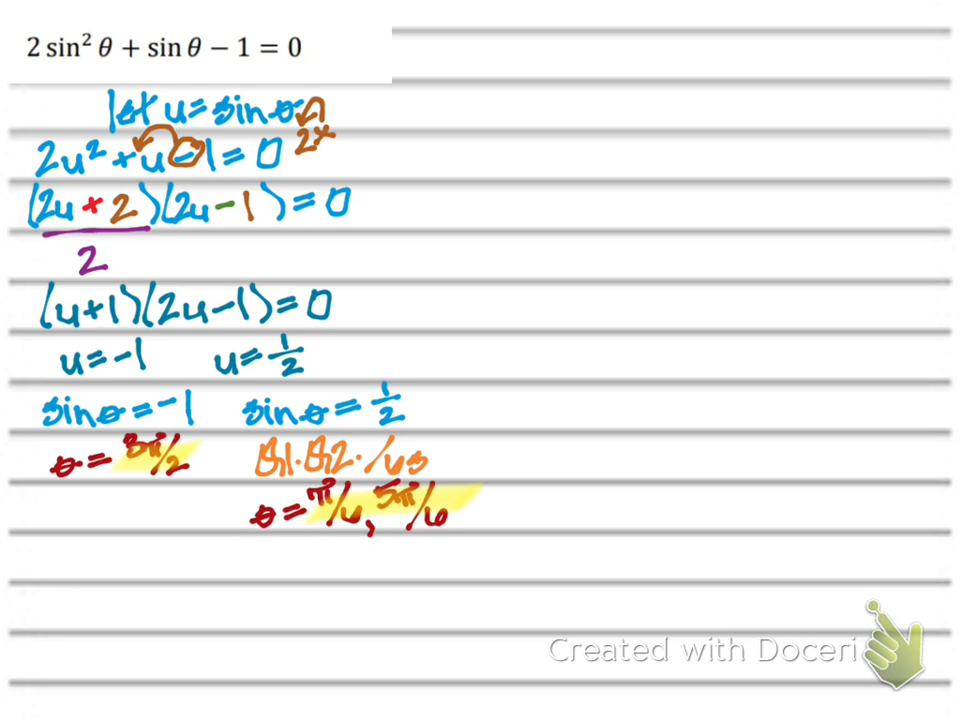 2 sin² θ + sin θ − 1 = 0
let u = sin θ
2u² + u − 1 = 0
(2u + 2)(2u − 1) = 0
2
(u+1)(2u−1) = 0
u = −1 u = 1/2
sin θ = −1 sin θ = 1/2
θ = 3π/2
θ = π/6, 5π/6
Created with Doceri